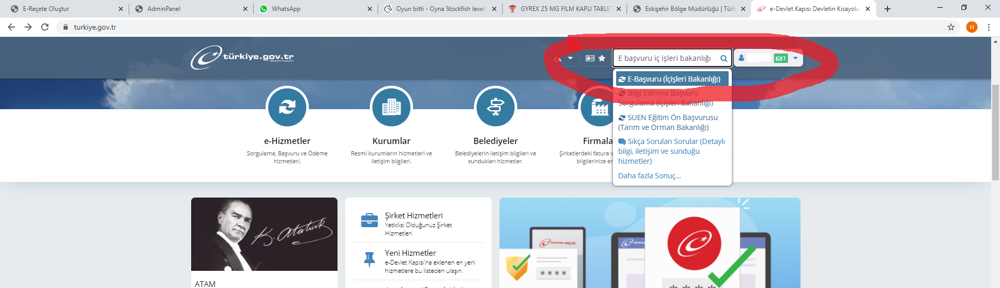 E-Reçete Oluştur
AdminPanel
WhatsApp
Oyun bitti - Oyna Stockfish level
GYREX 25 MG FILM KAPLI TABLET
Eskişehir Bölge Müdürlüğü | Türk
e-Devlet Kapısı Devletin Kısayolu
turkiye.gov.tr
H
türkiye.gov.tr
"Devletin Kısayolu"
E başvuru iç işleri bakanlığı
1
E-Başvuru (İçişleri Bakanlığı)
Bilgi Edinme Başvuru
Sorgulama (İçişleri Bakanlığı)
SUEN Eğitim Ön Başvurusu
(Tarım ve Orman Bakanlığı)
Sıkça Sorulan Sorular (Detaylı
bilgi, iletişim ve sunduğu
hizmetler)
Daha fazla Sonuç...
e-Hizmetler
Sorgulama, Başvuru ve Ödeme
hizmetleri.
Kurumlar
Resmi kurumların hizmetleri ve
iletişim bilgileri.
Belediyeler
Belediyelerin iletişim bilgileri ve
sundukları hizmetler.
Firmala
Şirketlerdeki fatura v
bilgilerinize er
K. Atatürk
ATAM
Şirket Hizmetleri
Yetkilisi Olduğunuz Şirket
Hizmetleri
Yeni Hizmetler
e-Devlet Kapısı'na eklenen en yeni
hizmetlere bu listeden ulaşın.
türkiye.gov.tr
türkiye.gov.tr
****
****